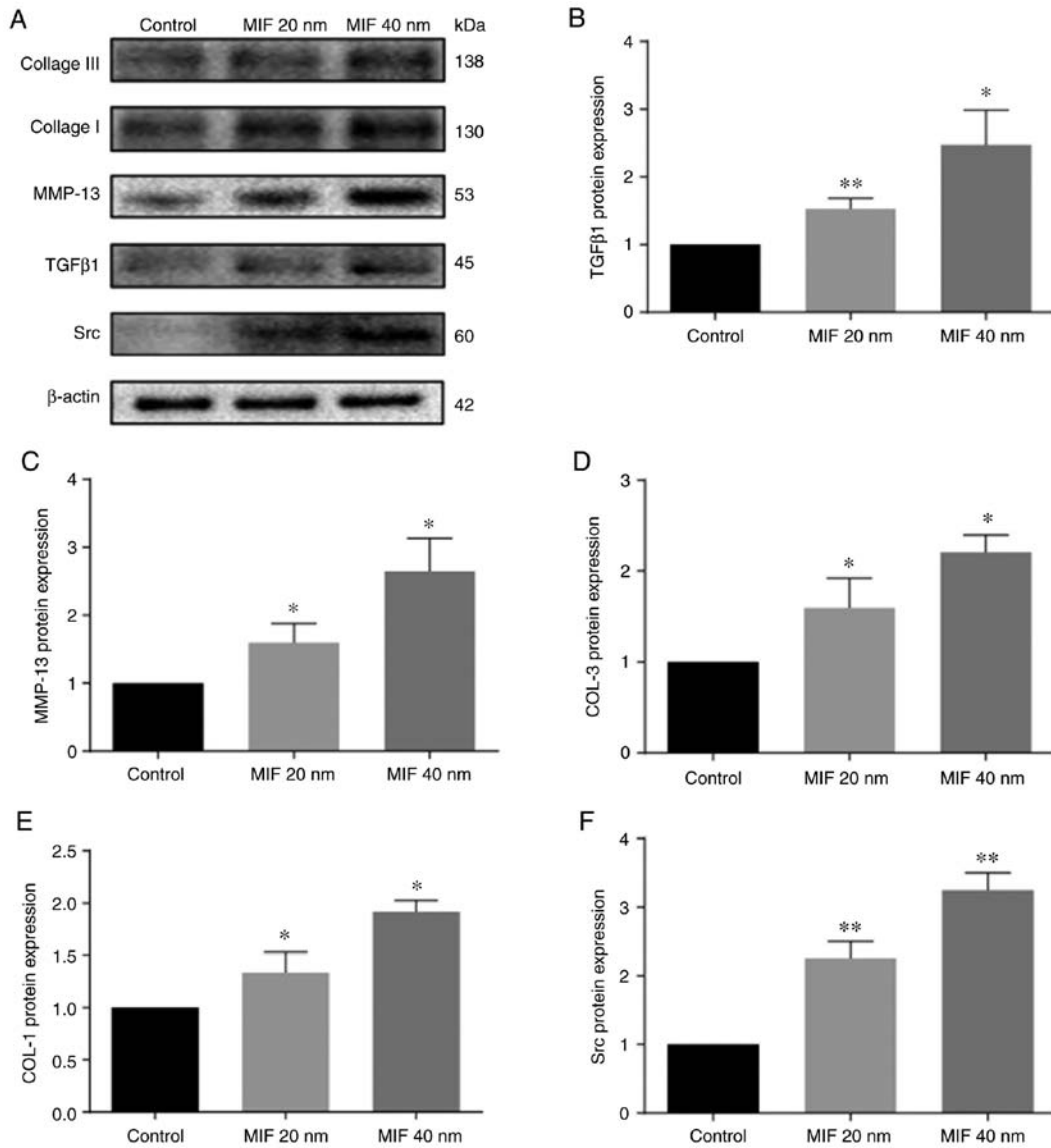 A
Control MIF 20 nm MIF 40 nm kDa
Collage III 138
Collage I 130
MMP-13 53
TGFβ1 45
Src 60
β-actin 42
B
TGFβ1 protein expression
4
3
2
1
0
**
*
Control MIF 20 nm MIF 40 nm
C
MMP-13 protein expression
4
3
2
1
0
*
*
Control MIF 20 nm MIF 40 nm
D
COL-3 protein expression
3
2
1
0
*
*
Control MIF 20 nm MIF 40 nm
E
COL-1 protein expression
2.5
2.0
1.5
1.0
0.5
0.0
*
*
Control MIF 20 nm MIF 40 nm
F
Src protein expression
4
3
2
1
0
**
**
Control MIF 20 nm MIF 40 nm